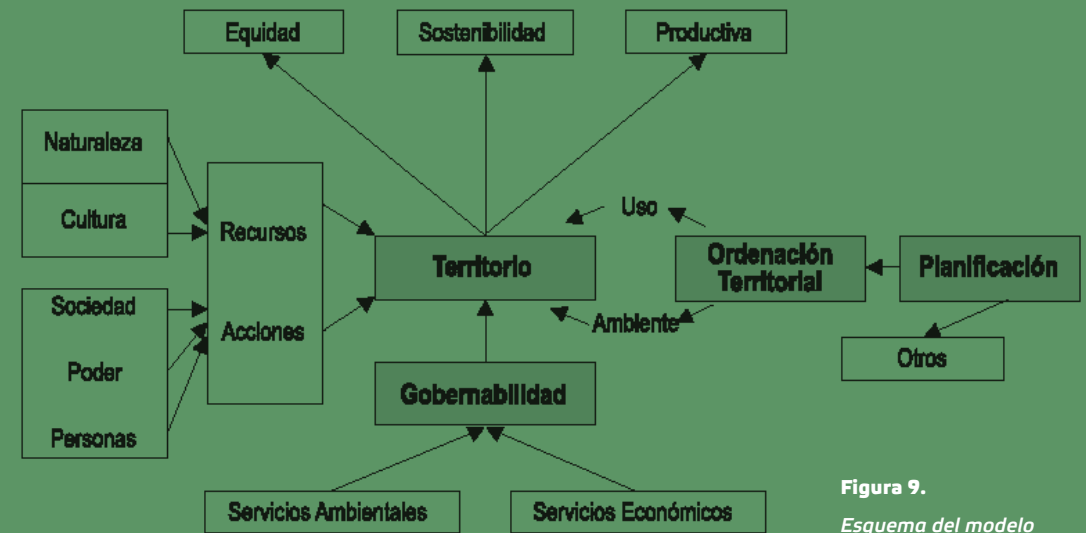 Equidad
Sostenibilidad
Productiva
Naturaleza
Cultura
Recursos
Uso
Territorio
Ordenación
Territorial
Planificación
Sociedad
Acciones
Ambiente
Poder
Otros
Gobernabilidad
Personas
Servicios Ambientales
Servicios Económicos
Figura 9.
Esquema del modelo